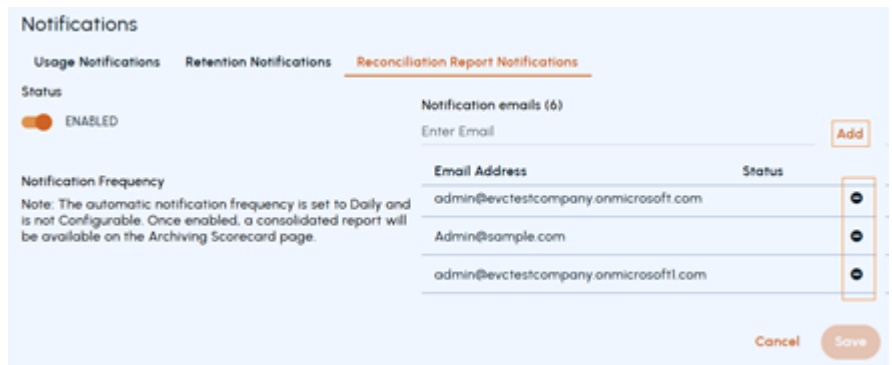 Notifications
Usage Notifications Retention Notifications Reconciliation Report Notifications
Status
ENABLED
Notification Frequency
Note: The automatic notification frequency is set to Daily and
is not Configurable. Once enabled, a consolidated report will
be available on the Archiving Scorecard page.
Notification emails (6)
Enter Email Add
Email Address Status
admin@evctestcompany.onmicrosoft.com
Admin@sample.com
admin@evctestcompany.onmicrosoft1.com
Cancel Save